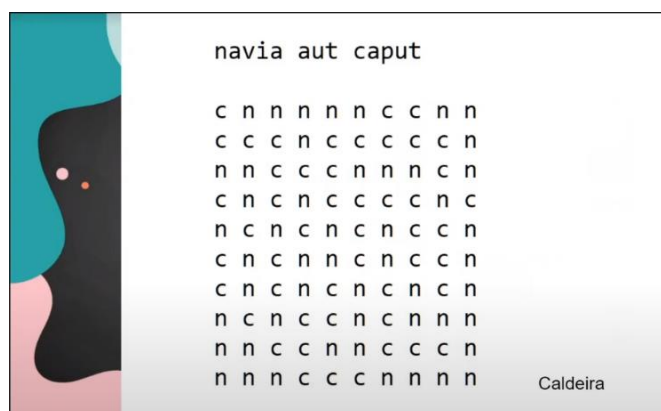 navia aut caput
c n n n n n c c n n
c c c n c c c c c n
n n c c c n n n c n
c n c n c c c c n c
n c n c n c n c c n
c n c n n c n c c n
c n c n c n c n c n
n c n c c n c n n n
n n c c n n c c c n
n n n c c c n n n n
Caldeira